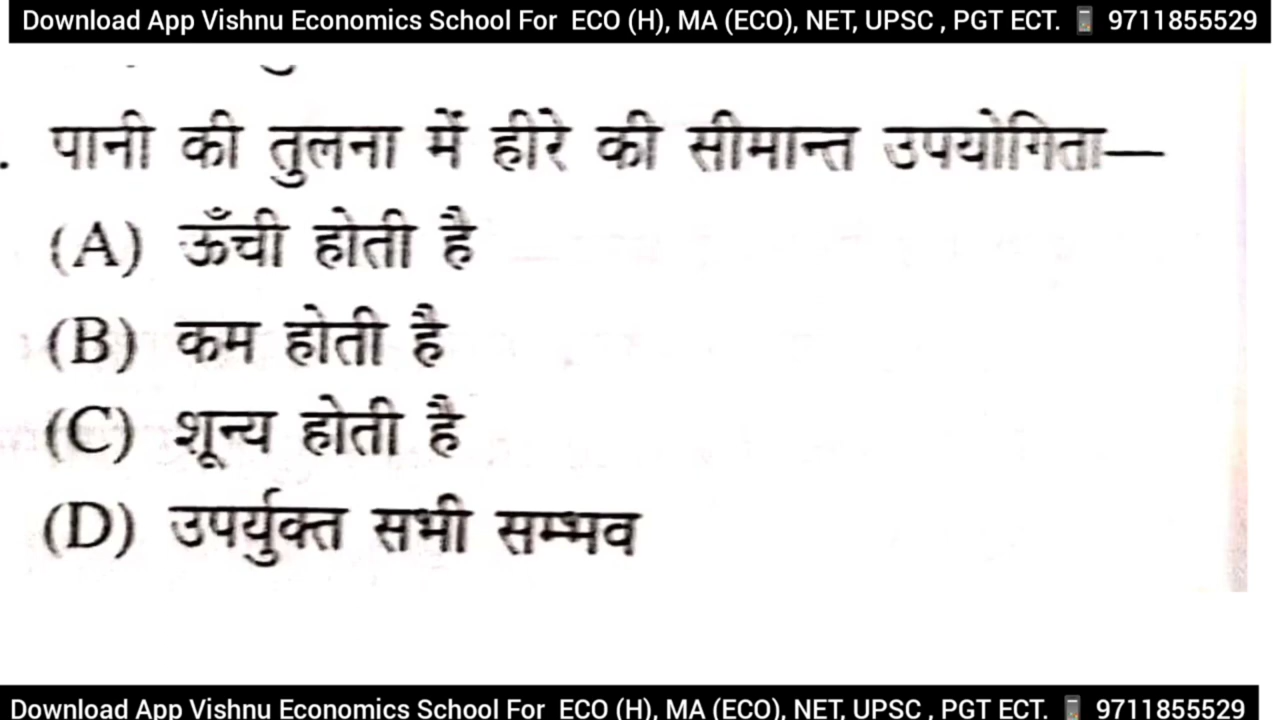 Download App Vishnu Economics School For ECO (H), MA (ECO), NET, UPSC , PGT ECT. 📱 9711855529
. पानी की तुलना में हीरे की सीमान्त उपयोगिता—
(A) ऊँची होती है
(B) कम होती है
(C) शून्य होती है
(D) उपर्युक्त सभी सम्भव
Download App Vishnu Economics School For ECO (H), MA (ECO), NET, UPSC , PGT ECT. 📱 9711855529